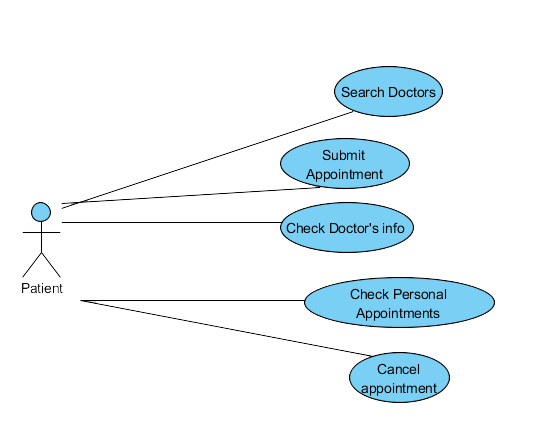 Search Doctors
Submit
Appointment
Check Doctor's info
Patient
Check Personal
Appointments
Cancel
appointment